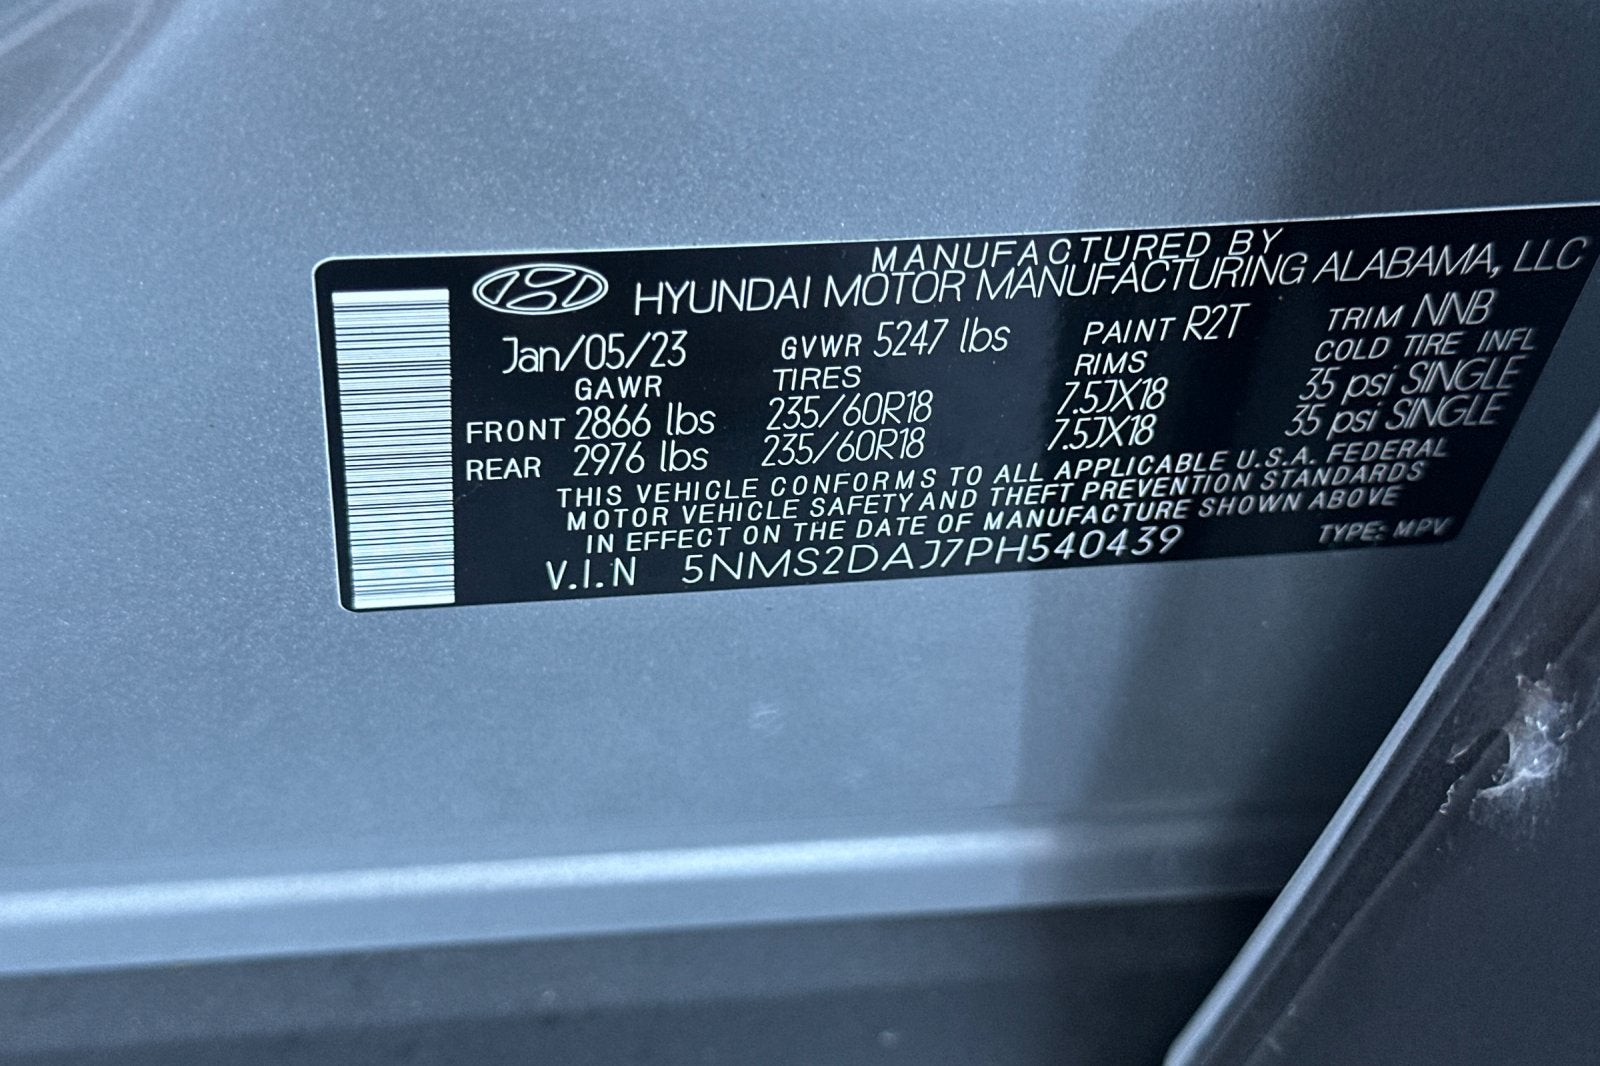 MANUFACTURED BY
HYUNDAI MOTOR MANUFACTURING ALABAMA, LLC
Jan/05/23 GVWR 5247 lbs PAINT R2T TRIM NNB
GAWR TIRES RIMS COLD TIRE INFL
FRONT 2866 lbs 235/60R18 7.5JX18 35 psi SINGLE
REAR 2976 lbs 235/60R18 7.5JX18 35 psi SINGLE
THIS VEHICLE CONFORMS TO ALL APPLICABLE U.S.A. FEDERAL
MOTOR VEHICLE SAFETY AND THEFT PREVENTION STANDARDS
IN EFFECT ON THE DATE OF MANUFACTURE SHOWN ABOVE
V.I.N 5NMS2DAJ7PH540439 TYPE: MPV